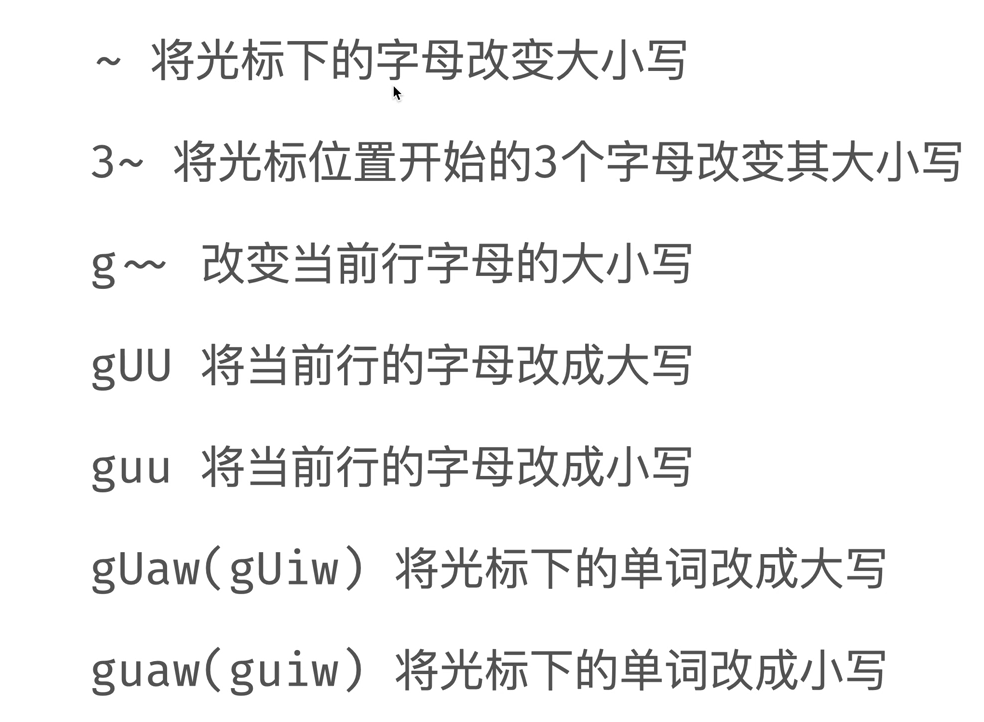 ~ 将光标下的字母改变大小写
3~ 将光标位置开始的3个字母改变其大小写
g~~ 改变当前行字母的大小写
gUU 将当前行的字母改成大写
guu 将当前行的字母改成小写
gUaw(gUiw) 将光标下的单词改成大写
guaw(guiw) 将光标下的单词改成小写